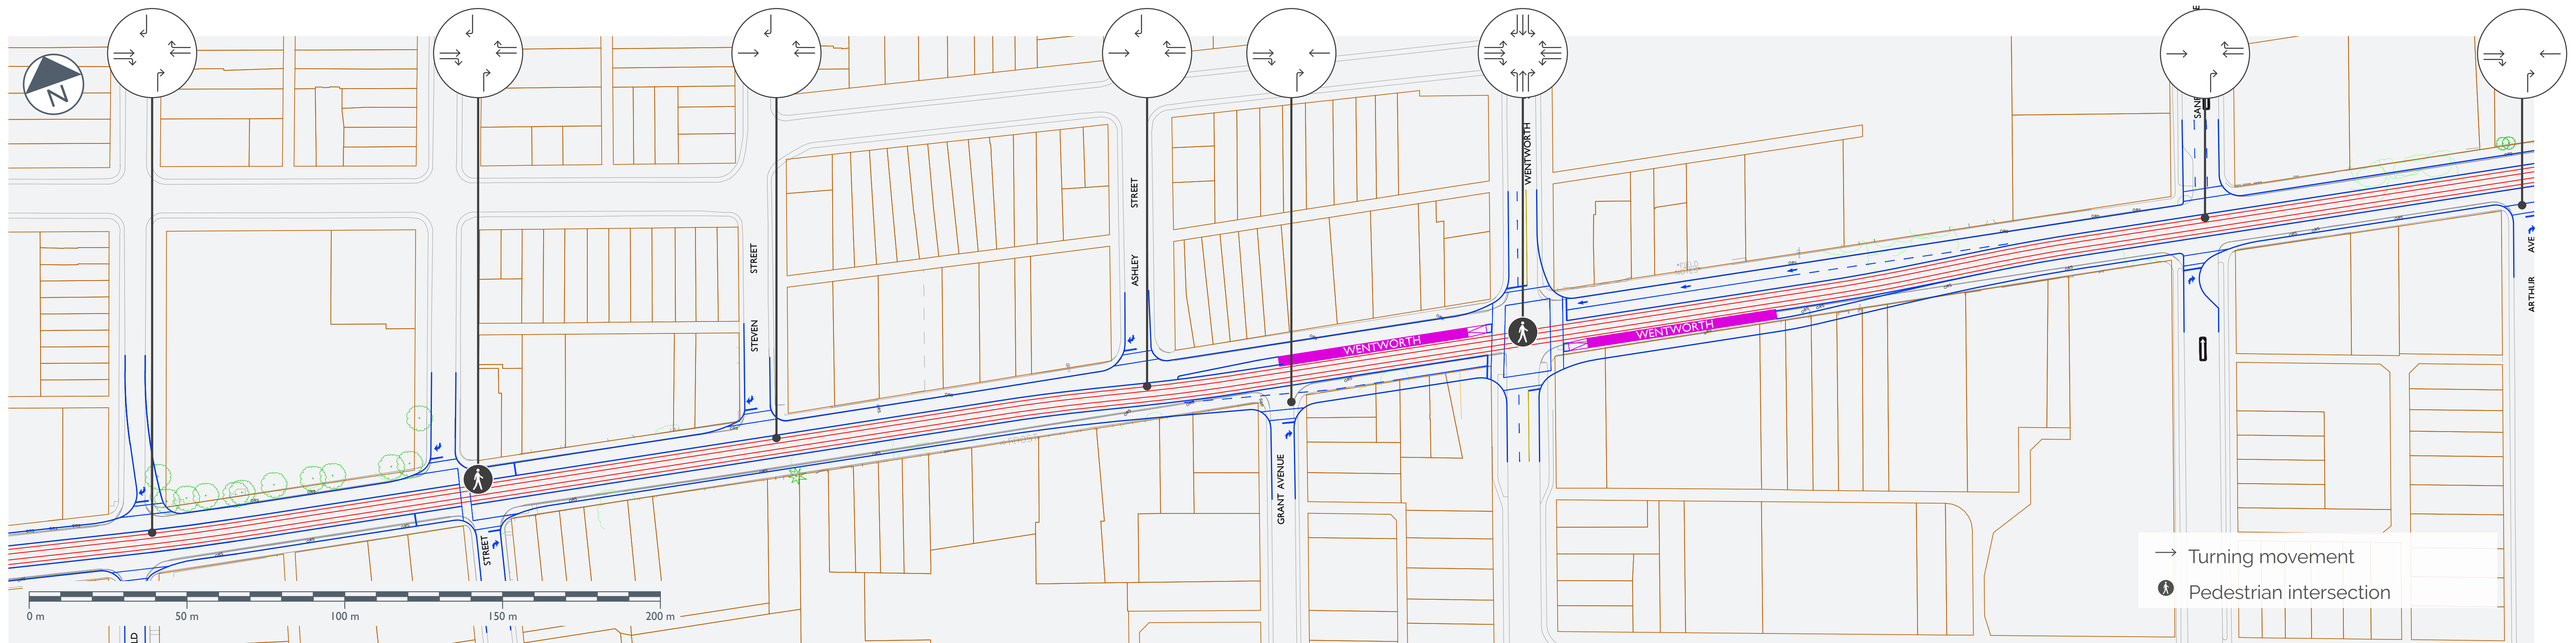 N
STEVEN STREET
ASHLEY STREET
WENTWORTH
WENTWORTH
WENTWORTH
GRANT AVENUE
STREET
ARTHUR AVE
Turning movement
Pedestrian intersection
0 m 50 m 100 m 150 m 200 m